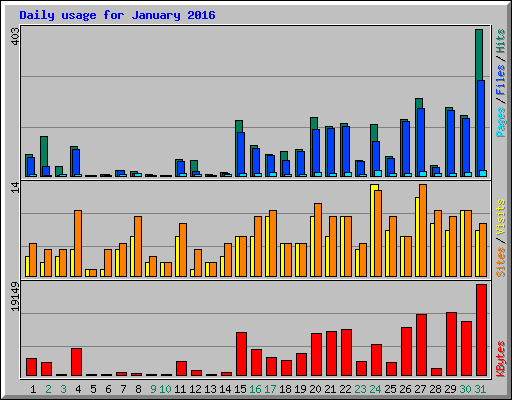 Daily usage for January 2016
403
Pages / Files / Hits
14
Sites / Visits
19149
KBytes
1 2 3 4 5 6 7 8 9 10 11 12 13 14 15 16 17 18 19 20 21 22 23 24 25 26 27 28 29 30 31